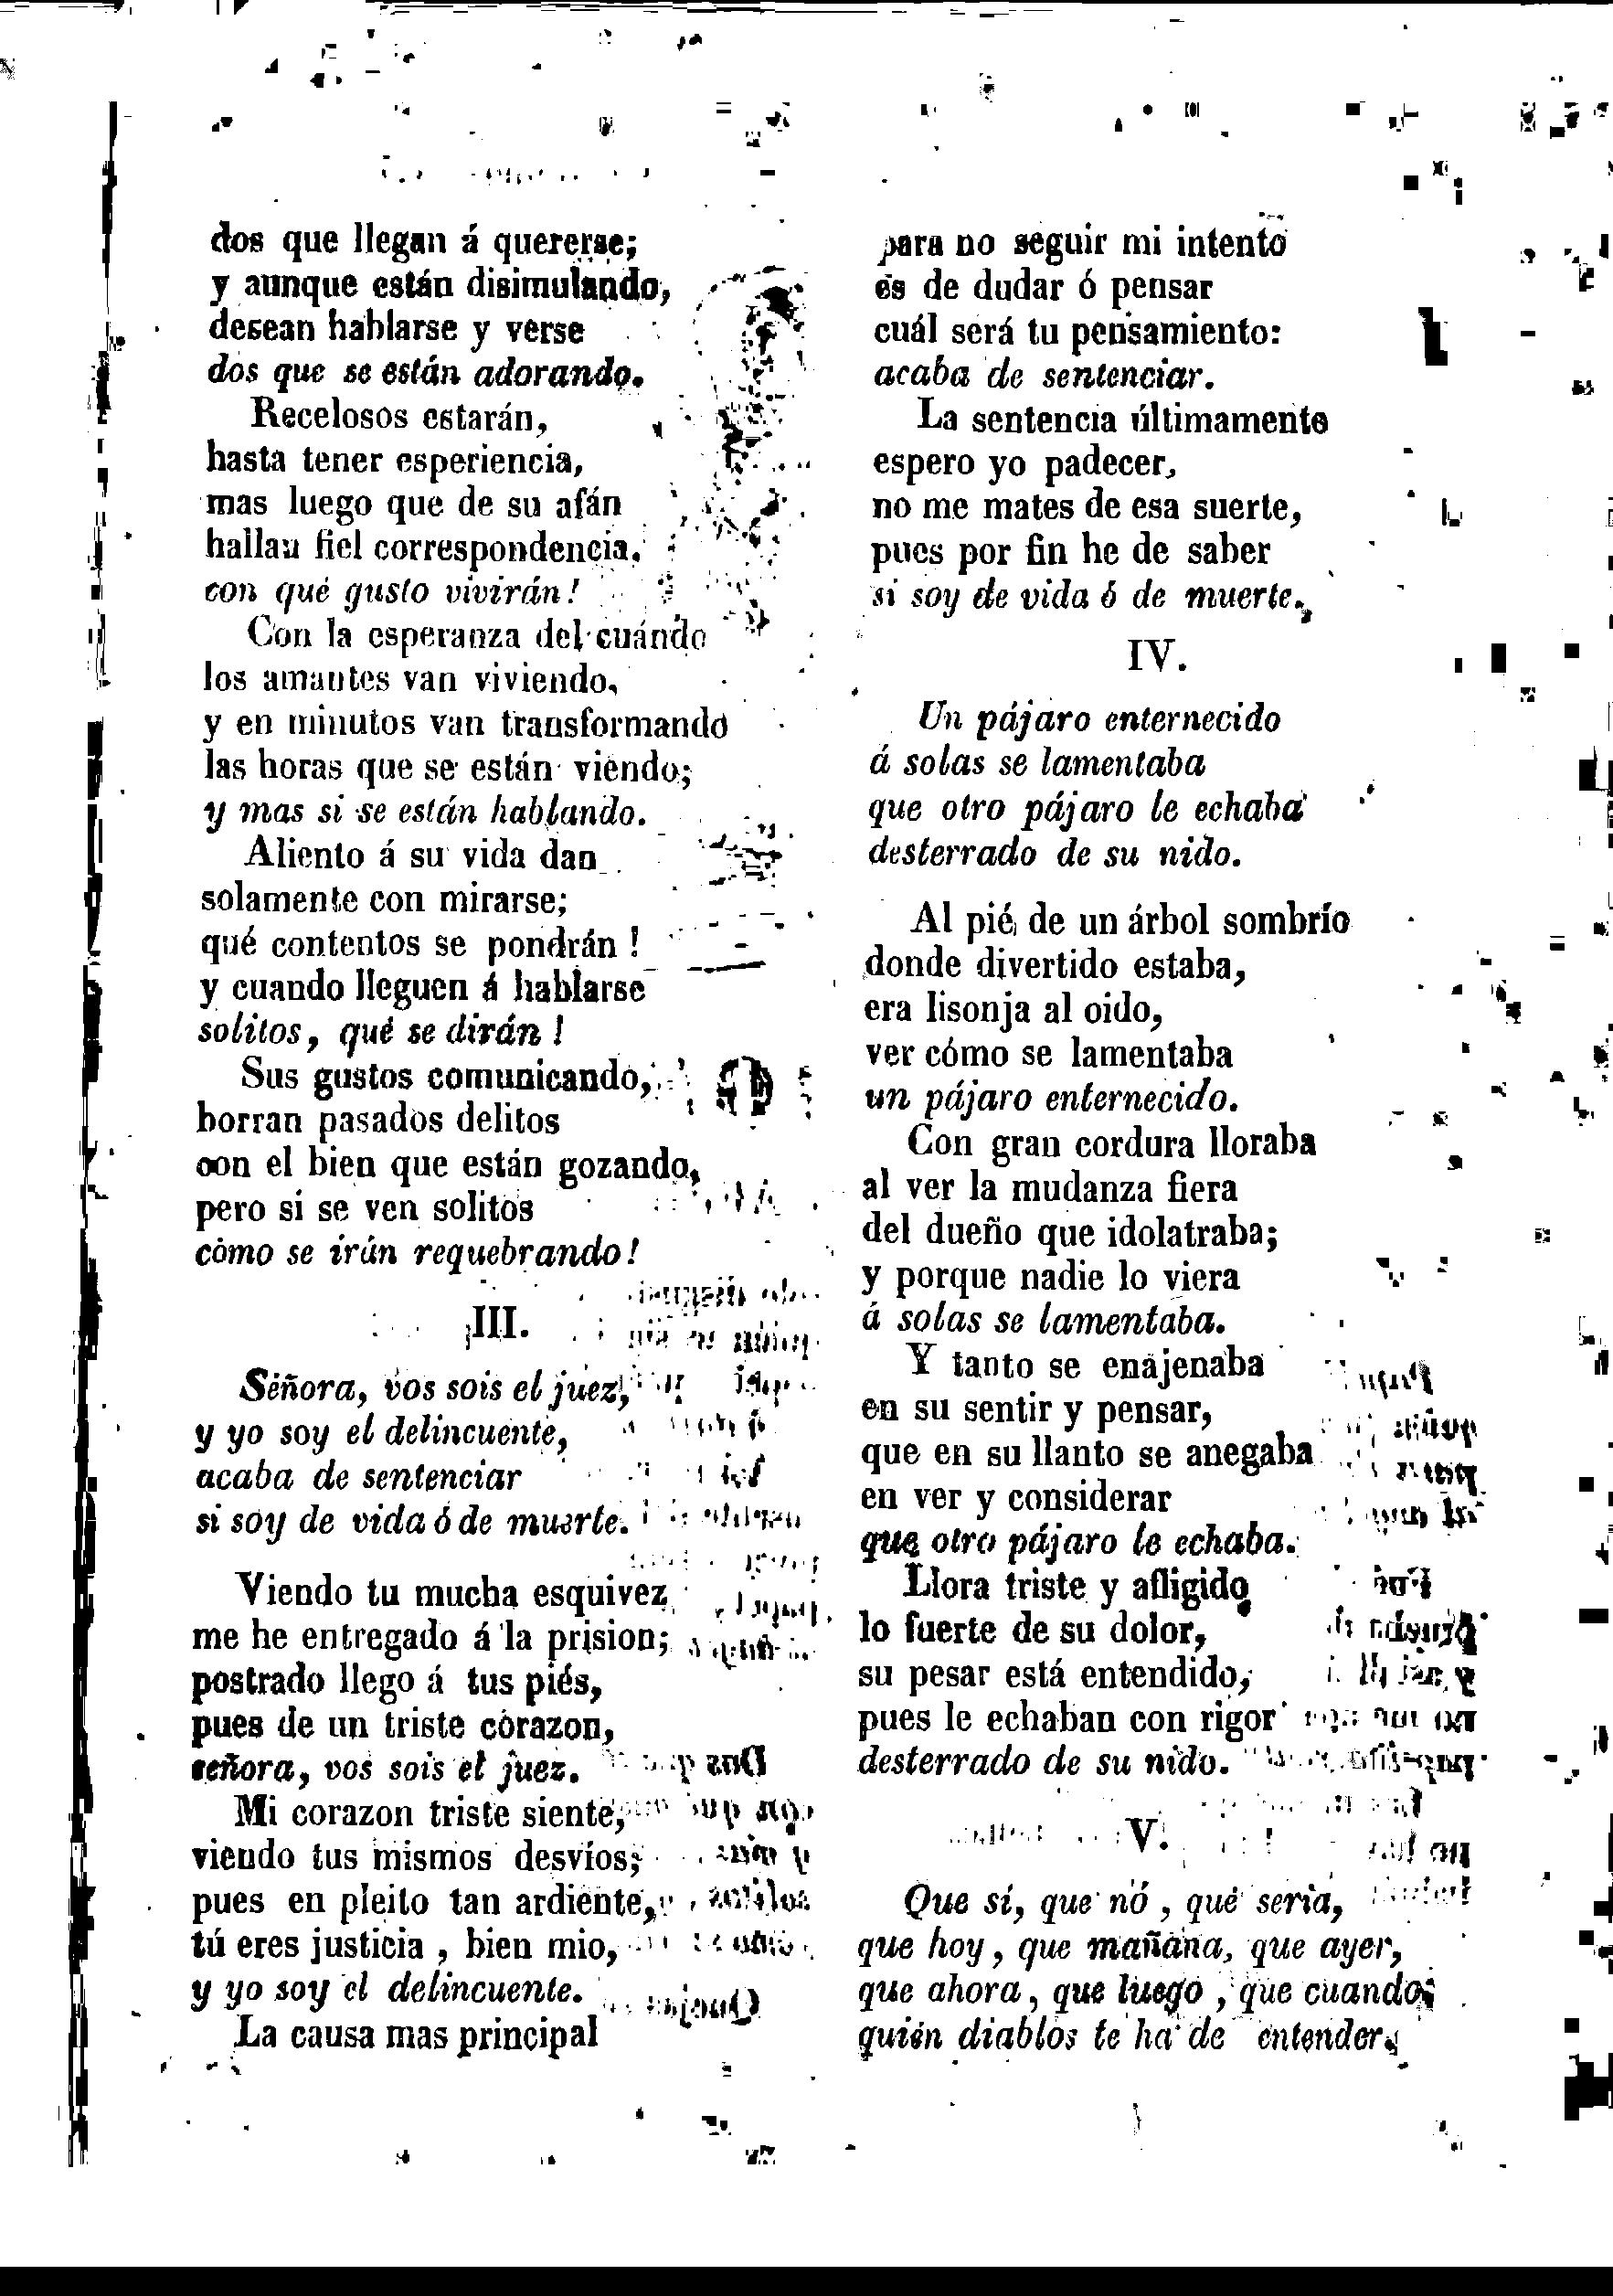 dos que llegan á quererse;
y aunque están disimulando,
desean hablarse y verse
dos que se están adorando.
Recelosos estarán,
hasta tener esperiencia,
mas luego que de su afán
hallan fiel correspondencia.
con qué gusto vivirán!
Con la esperanza del cuándo
los amantes van viviendo,
y en minutos van transformando
las horas que se están viendo;
y mas si se están hablando.
Aliento á su vida dan
solamente con mirarse;
qué contentos se pondrán !
y cuando lleguen á hablarse
solitos, qué se dirán !
Sus gustos comunicando,
borran pasados delitos
con el bien que están gozando,
pero si se ven solitos
cómo se irán requebrando!
III.
Señora, vos sois el juez,
y yo soy el delincuente,
acaba de sentenciar
si soy de vida ó de muerte.
Viendo tu mucha esquivez
me he entregado á la prision;
postrado llego á tus piés,
pues de un triste corazon,
señora, vos sois el juez.
Mi corazon triste siente,
viendo tus mismos desvíos;
pues en pleito tan ardiente,
tú eres justicia , bien mio,
y yo soy el delincuente.
La causa mas principal
para no seguir mi intento
es de dudar ó pensar
cuál será tu pensamiento:
acaba de sentenciar.
La sentencia últimamente
espero yo padecer,
no me mates de esa suerte,
pues por fin he de saber
si soy de vida ó de muerte.
IV.
Un pájaro enternecido
á solas se lamentaba
que otro pájaro le echaba
desterrado de su nido.
Al pié de un árbol sombrío
donde divertido estaba,
era lisonja al oido,
ver cómo se lamentaba
un pájaro enternecido.
Con gran cordura lloraba
al ver la mudanza fiera
del dueño que idolatraba;
y porque nadie lo viera
á solas se lamentaba.
Y tanto se enajenaba
en su sentir y pensar,
que en su llanto se anegaba
en ver y considerar
que otro pájaro le echaba.
Llora triste y afligido
lo fuerte de su dolor,
su pesar está entendido,
pues le echaban con rigor
desterrado de su nido.
V.
Que sí, que nó , qué seria,
que hoy, que mañana, que ayer,
que ahora, que luego , que cuando;
quién diablos te ha de entender.